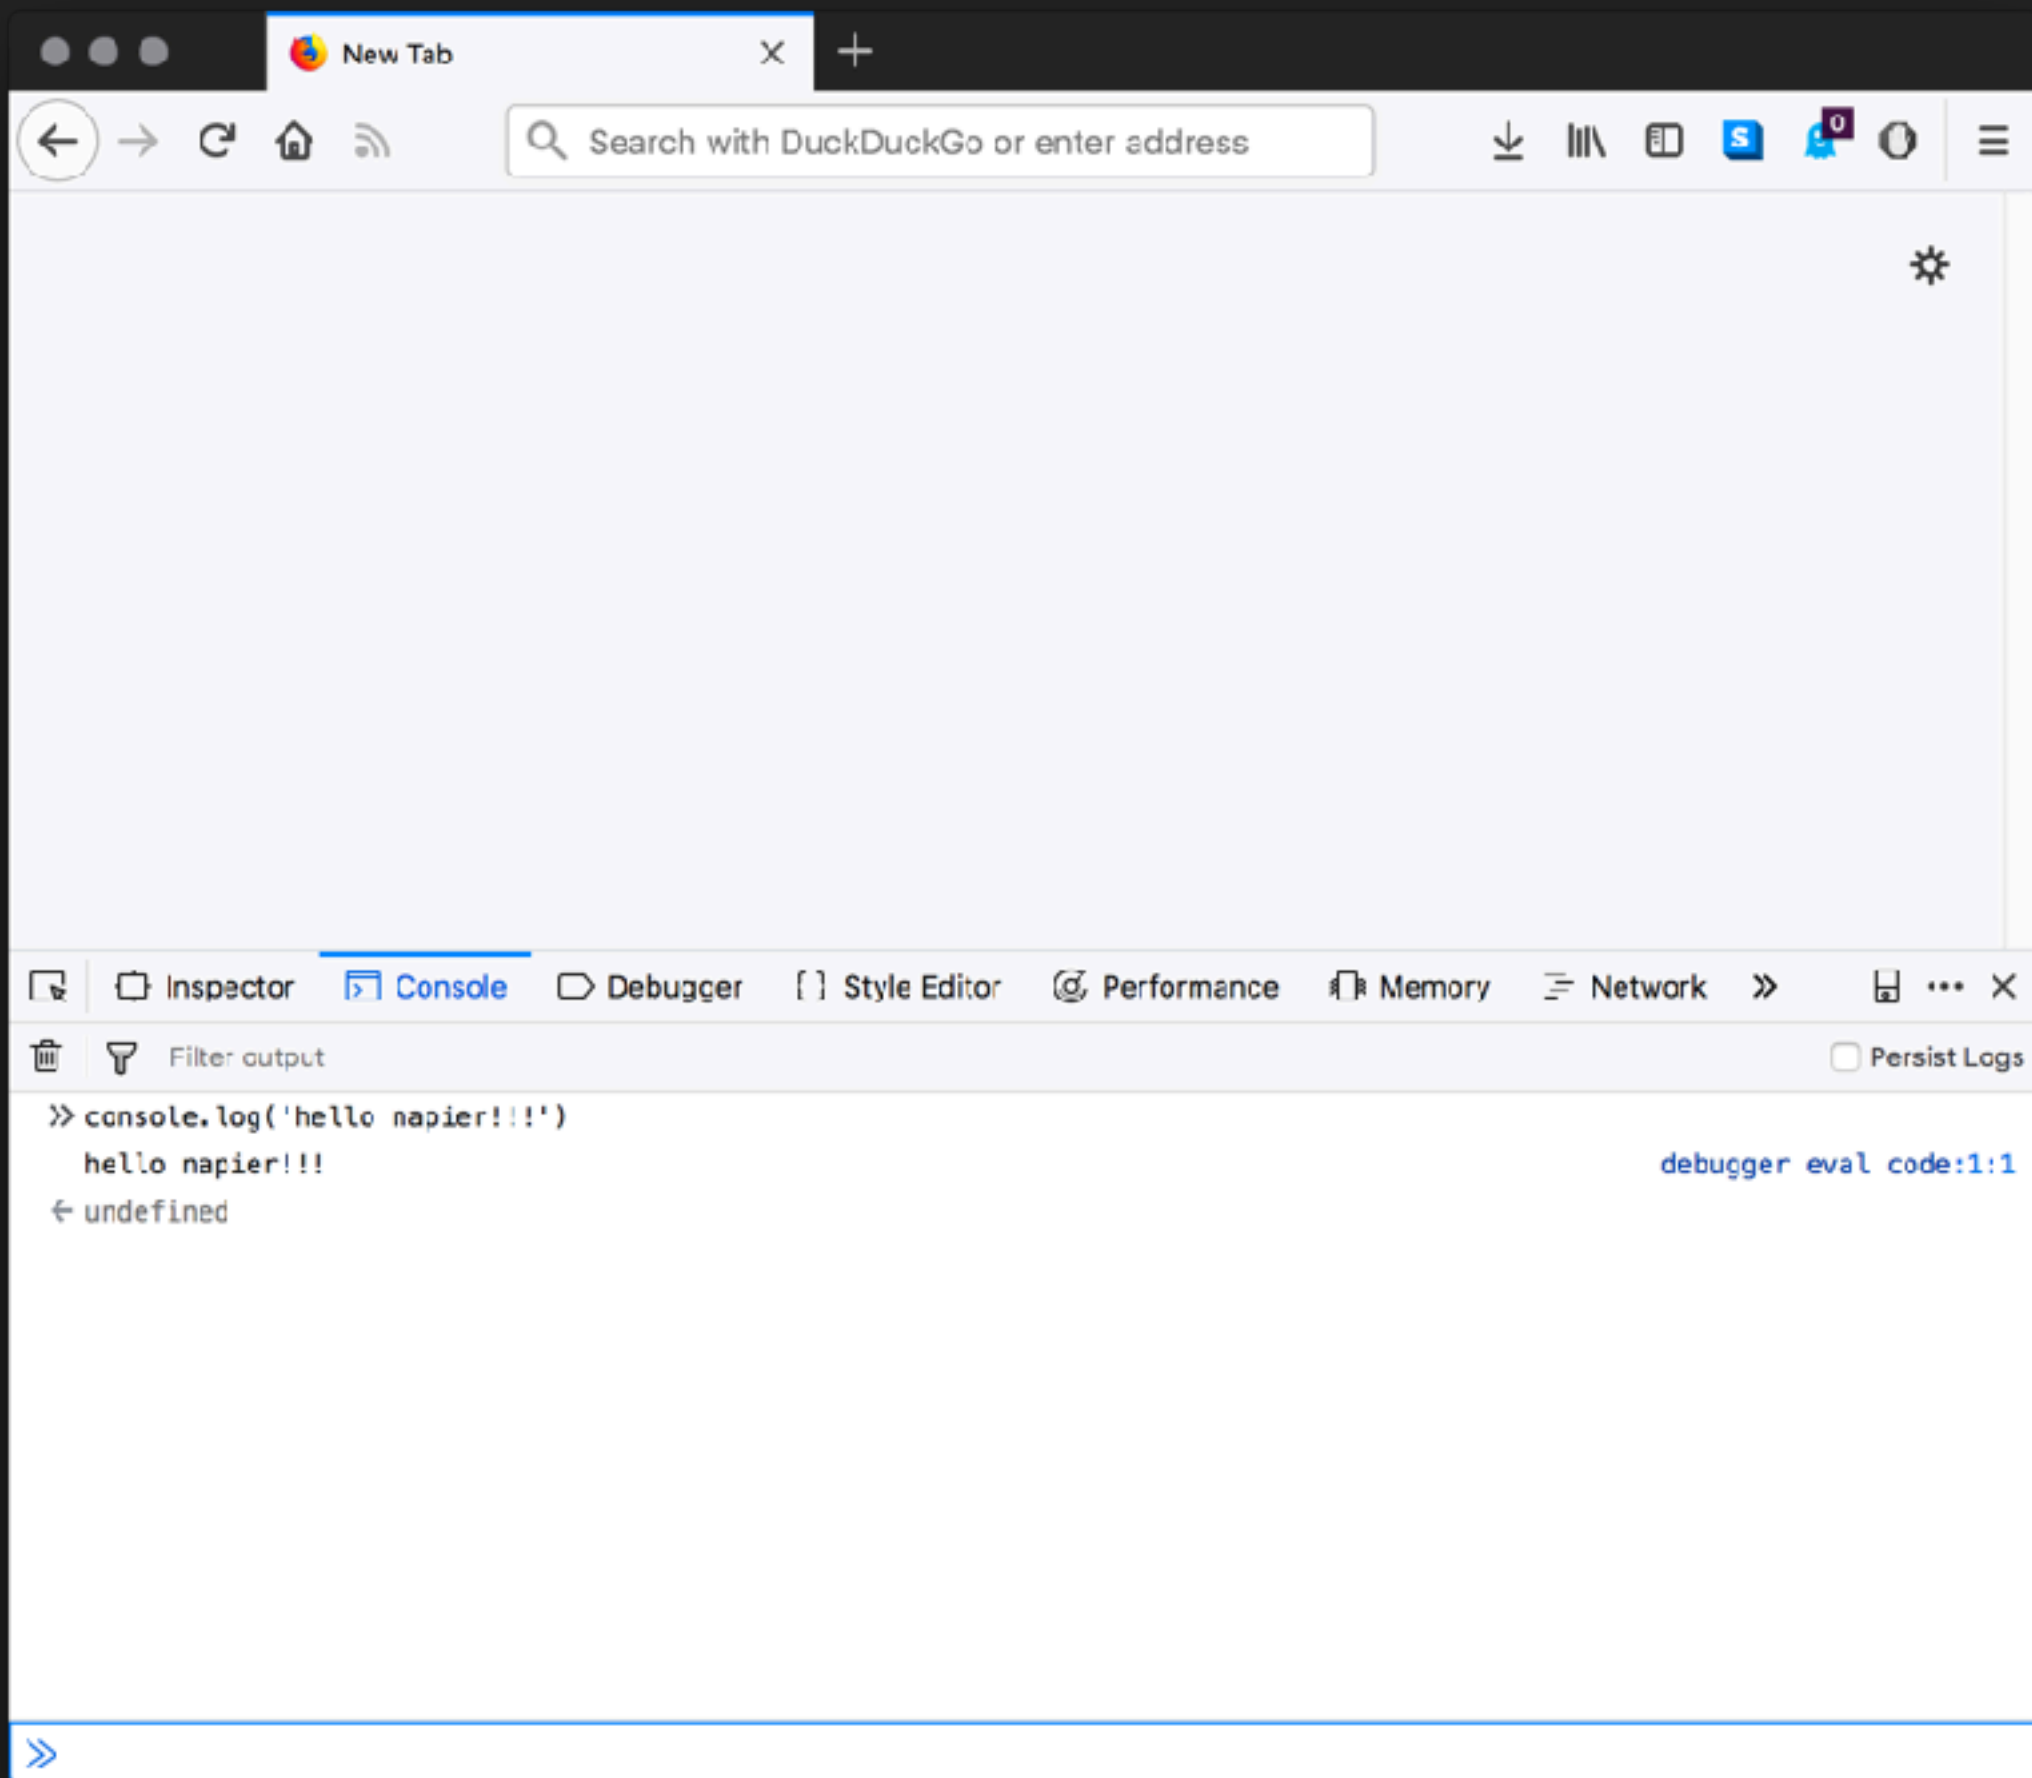 New Tab
Search with DuckDuckGo or enter address
S
0
Inspector Console Debugger Style Editor Performance Memory Network
Filter output Persist Logs
console.log('hello napier!!!')
hello napier!!! debugger eval code:1:1
undefined